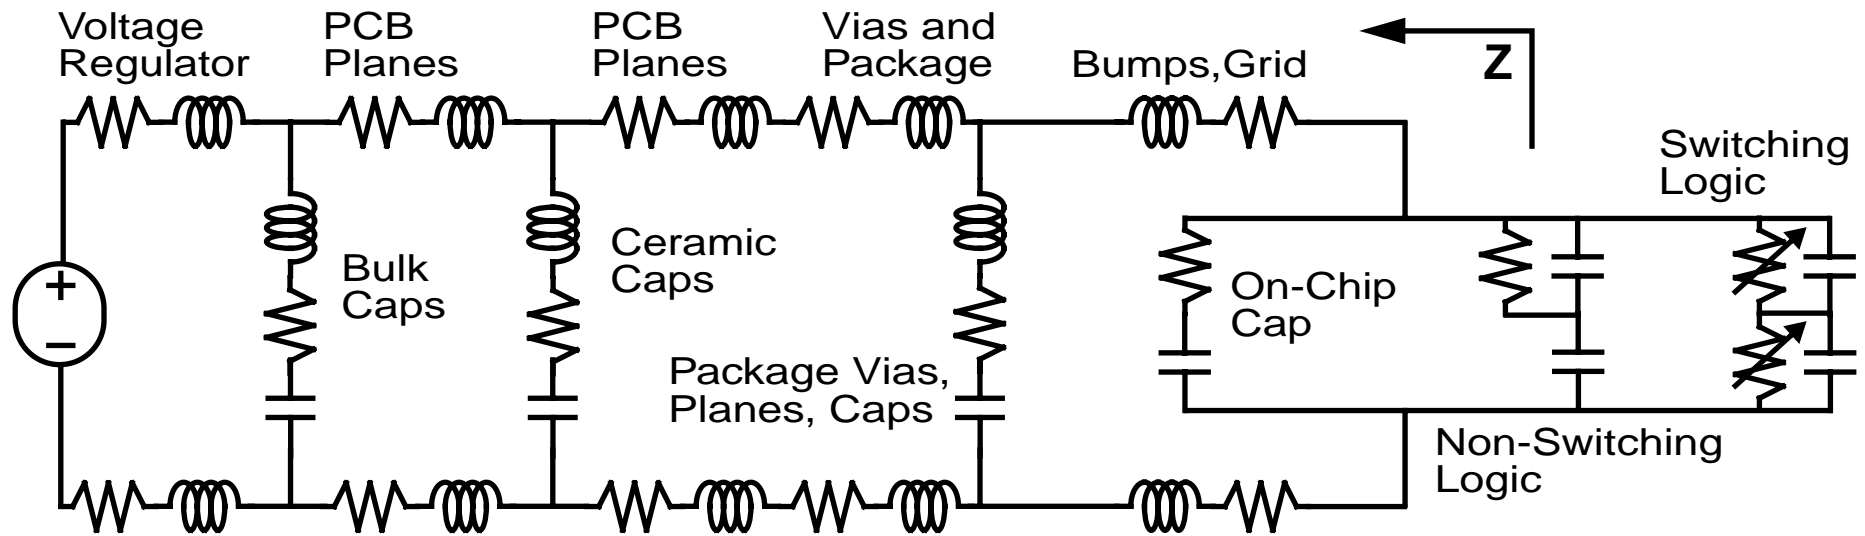 Voltage
Regulator
PCB
Planes
PCB
Planes
Vias and
Package
Bumps,Grid
Z
Switching
Logic
Bulk
Caps
Ceramic
Caps
On-Chip
Cap
Package Vias,
Planes, Caps
Non-Switching
Logic
+
−